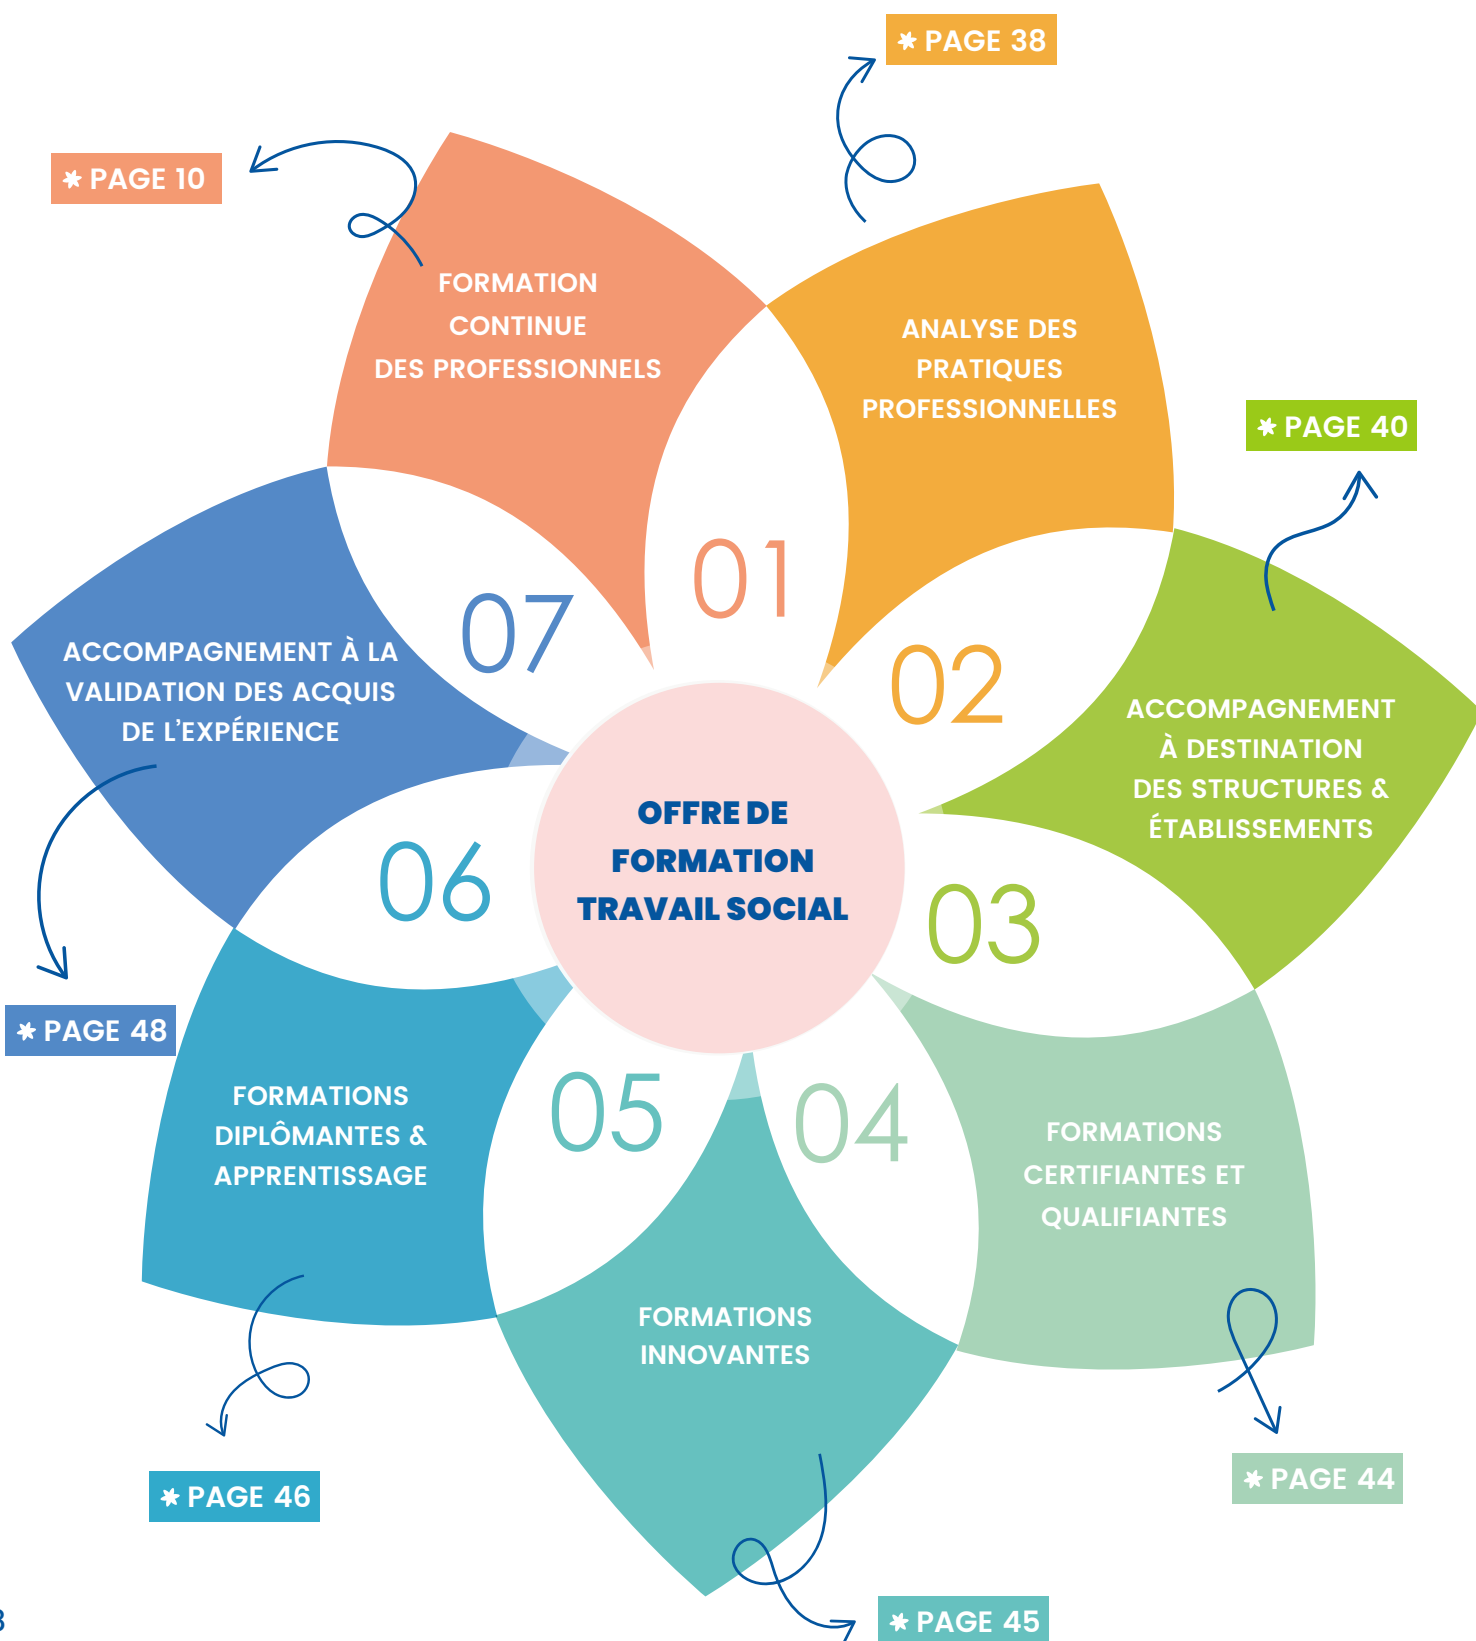 * PAGE 38
* PAGE 10
FORMATION
CONTINUE
DES PROFESSIONNELS
ANALYSE DES
PRATIQUES
PROFESSIONNELLES
* PAGE 40
01
07
02
ACCOMPAGNEMENT À LA
VALIDATION DES ACQUIS
DE L'EXPÉRIENCE
ACCOMPAGNEMENT
À DESTINATION
DES STRUCTURES &
ÉTABLISSEMENTS
OFFRE DE
FORMATION
TRAVAIL SOCIAL
06
03
* PAGE 48
05
04
FORMATIONS
DIPLÔMANTES &
APPRENTISSAGE
FORMATIONS
CERTIFIANTES ET
QUALIFIANTES
FORMATIONS
INNOVANTES
* PAGE 46
* PAGE 44
* PAGE 45